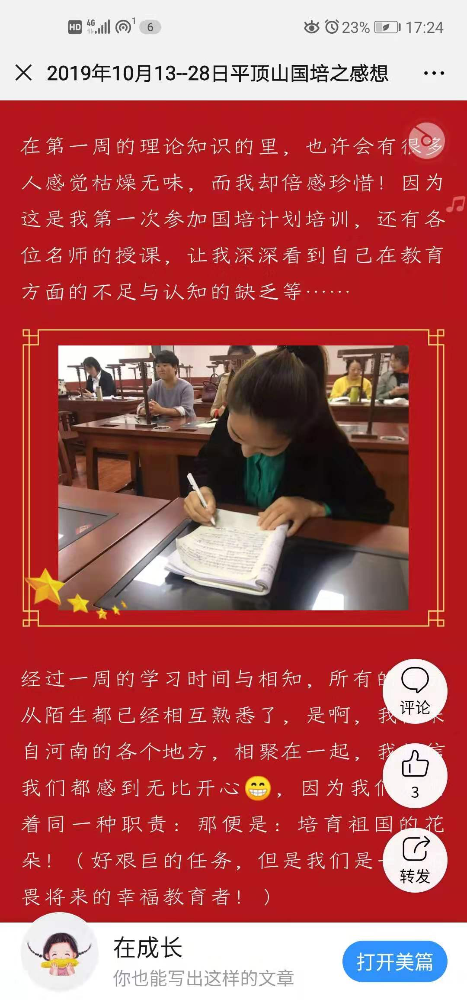 HD 4G 1 6 23% 17:24
2019年10月13--28日平顶山国培之感想
在第一周的理论知识的里，也许会有很多
人感觉枯燥无味，而我却倍感珍惜！因为
这是我第一次参加国培计划培训，还有各
位名师的授课，让我深深看到自己在教育
方面的不足与认知的缺乏等……
经过一周的学习时间与相知，所有的
从陌生都已经相互熟悉了，是啊，我 来
自河南的各个地方，相聚在一起，我 信
我们都感到无比开心😁，因为我们
着同一种职责：那便是：培育祖国的花
朵！（好艰巨的任务，但是我们是一
畏将来的幸福教育者！）
评论
3
转发
在成长
你也能写出这样的文章
打开美篇